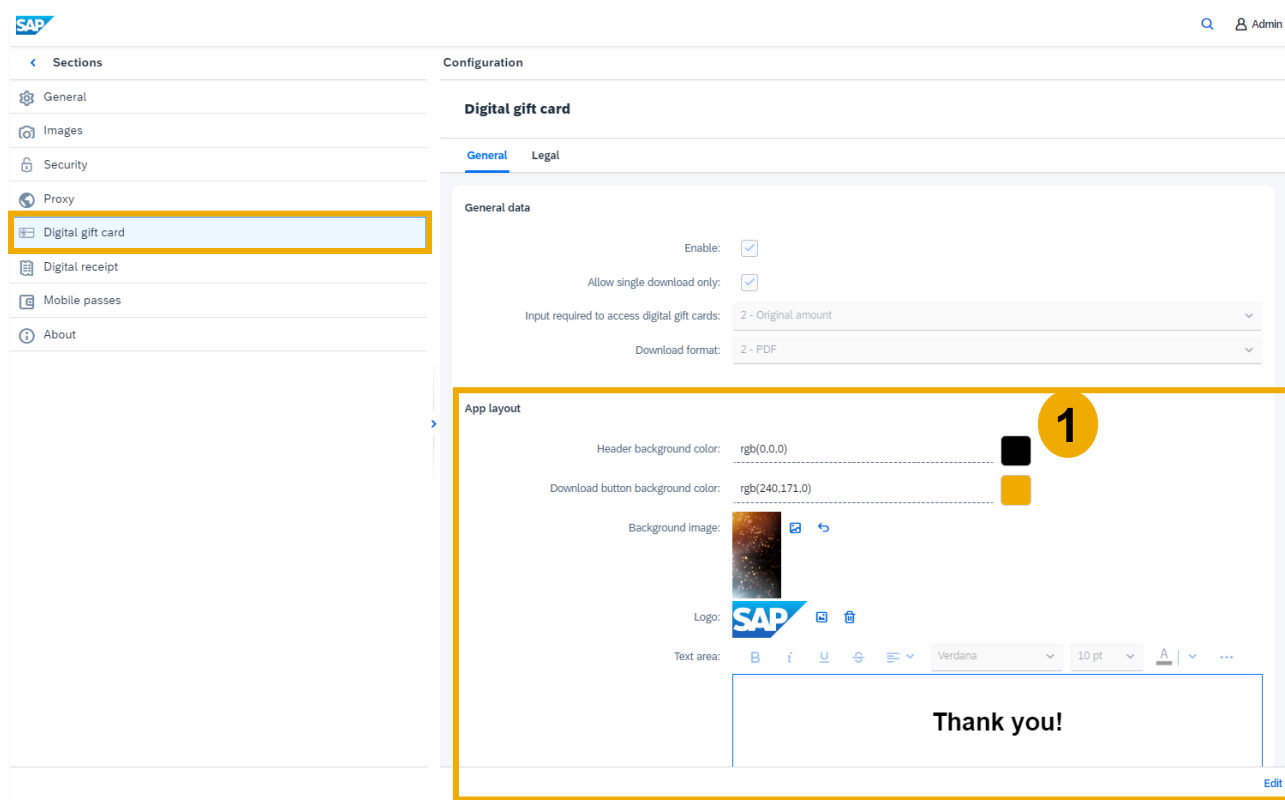 SAP
Admin
Sections
Configuration
General
Digital gift card
Images
General Legal
Security
Proxy
General data
Digital gift card
Enable:
Digital receipt
Allow single download only:
Mobile passes
Input required to access digital gift cards: 2 - Original amount
About
Download format: 2 - PDF
App layout
1
Header background color: rgb(0,0,0)
Download button background color: rgb(240,171,0)
Background image:
Logo: SAP
Text area: B i U S Verdana 10 pt A
Thank you!
Edit